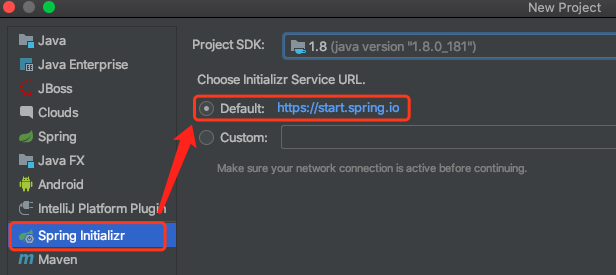 New Project
Java
Java Enterprise
JBoss
Clouds
Spring
Java FX
Android
IntelliJ Platform Plugin
Spring Initializr
Maven
Project SDK: 1.8 (java version "1.8.0_181")
Choose Initializr Service URL.
Default: https://start.spring.io
Custom:
Make sure your network connection is active before continuing.